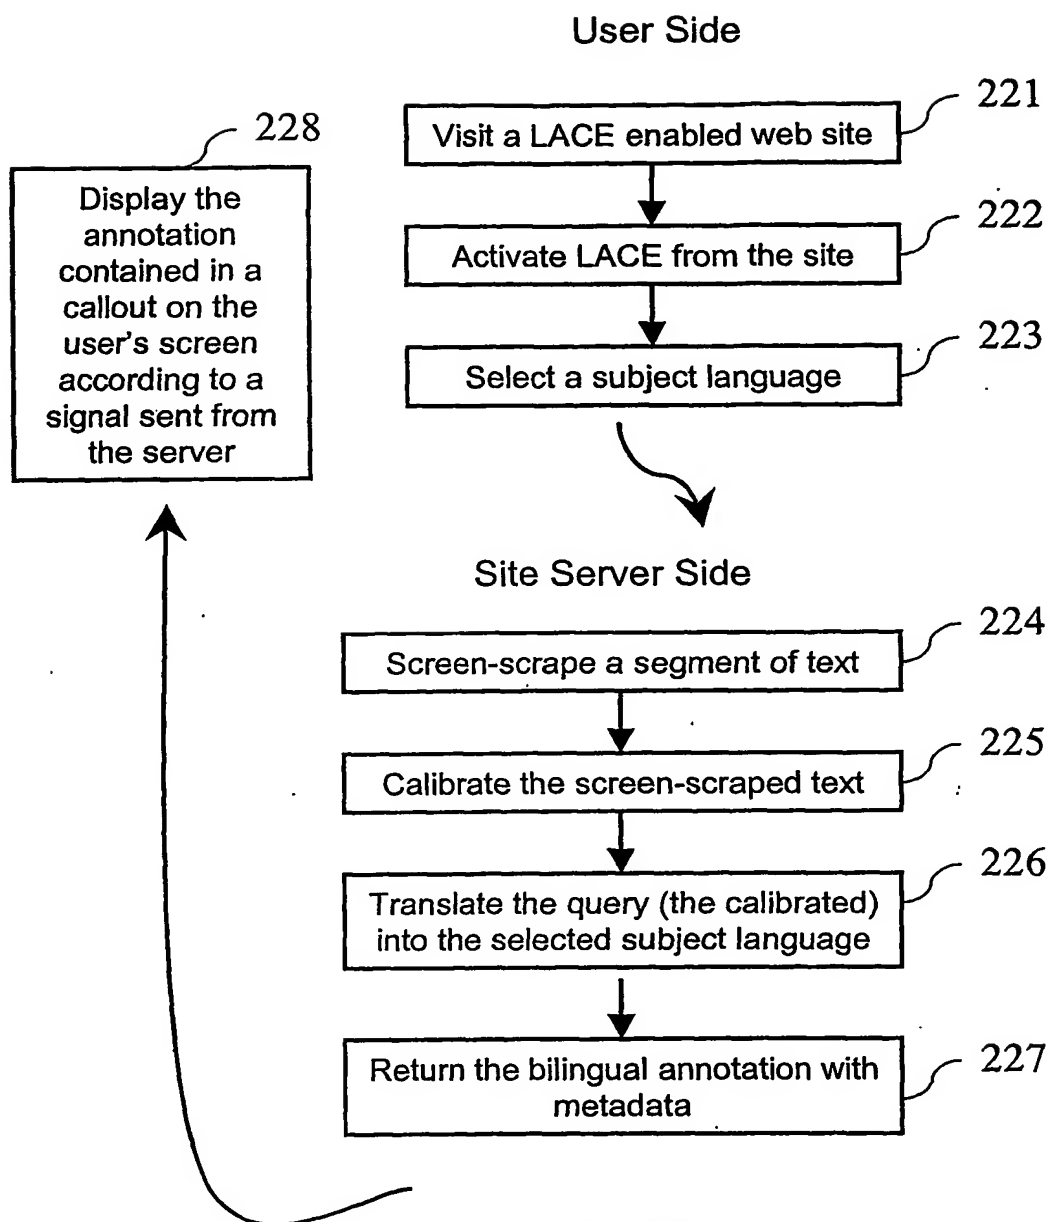 User Side
221
Visit a LACE enabled web site
228
Display the
annotation
contained in a
callout on the
user's screen
according to a
signal sent from
the server
222
Activate LACE from the site
223
Select a subject language
Site Server Side
224
Screen-scrape a segment of text
225
Calibrate the screen-scraped text
226
Translate the query (the calibrated)
into the selected subject language
227
Return the bilingual annotation with
metadata